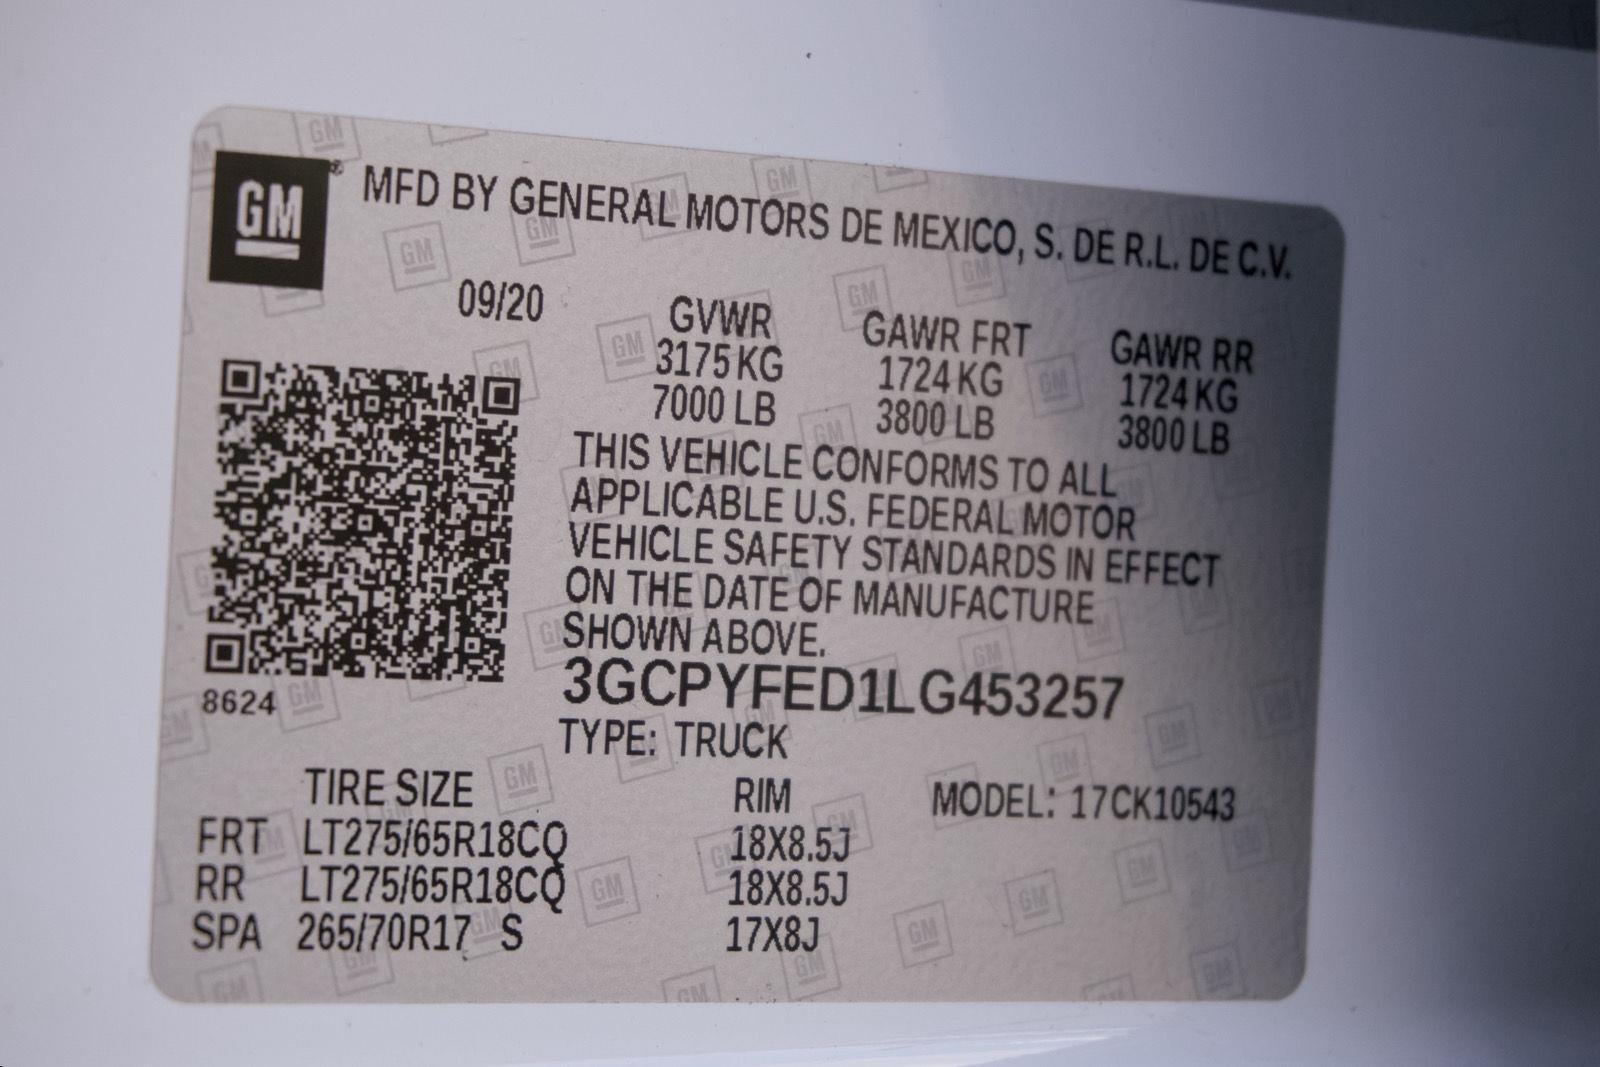 GM® MFD BY GENERAL MOTORS DE MEXICO, S. DE R.L. DE C.V.
09/20
GVWR GAWR FRT GAWR RR
3175 KG 1724 KG 1724 KG
7000 LB 3800 LB 3800 LB
THIS VEHICLE CONFORMS TO ALL
APPLICABLE U.S. FEDERAL MOTOR
VEHICLE SAFETY STANDARDS IN EFFECT
ON THE DATE OF MANUFACTURE
SHOWN ABOVE.
8624
3GCPYFED1LG453257
TYPE: TRUCK
TIRE SIZE RIM MODEL: 17CK10543
FRT LT275/65R18CQ 18X8.5J
RR LT275/65R18CQ 18X8.5J
SPA 265/70R17 S 17X8J